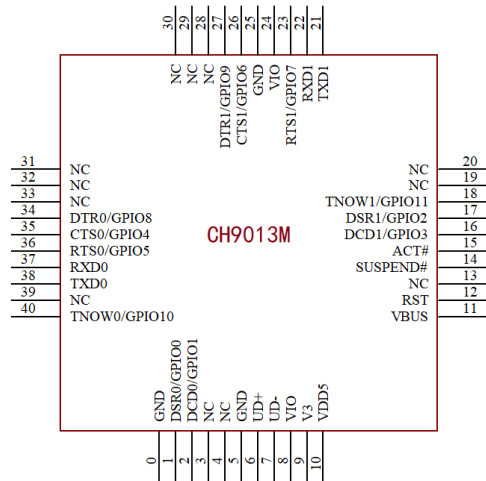 30 29 28 27 26 25 24 23 22 21
NC NC NC DTR1/GPIO9 CTS1/GPIO6 GND VIO RTS1/GPIO7 RXD1 TXD1
31 NC
32 NC
33 NC
34 DTR0/GPIO8
35 CTS0/GPIO4
36 RTS0/GPIO5
37 RXD0
38 TXD0
39 NC
40 TNOW0/GPIO10
CH9013M
NC 20
NC 19
TNOW1/GPIO11 18
DSR1/GPIO2 17
DCD1/GPIO3 16
ACT# 15
SUSPEND# 14
NC 13
RST 12
VBUS 11
GND DSR0/GPIO0 DCD0/GPIO1 NC NC GND UD+ UD- VIO V3 VDD5
0 1 2 3 4 5 6 7 8 9 10